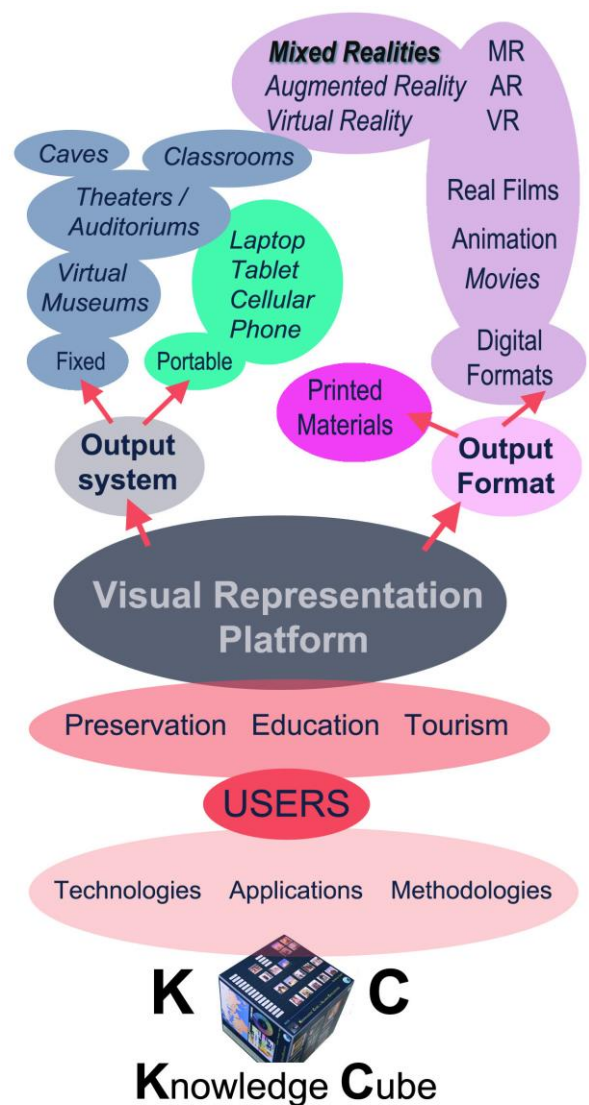 Mixed Realities MR
Augmented Reality AR
Virtual Reality VR
Caves
Classrooms
Theaters /
Auditoriums
Real Films
Laptop
Tablet
Cellular
Phone
Animation
Movies
Virtual
Museums
Fixed
Portable
Digital
Formats
Printed
Materials
Output
system
Output
Format
Visual Representation
Platform
Preservation Education Tourism
USERS
Technologies Applications Methodologies
K C
Knowledge Cube